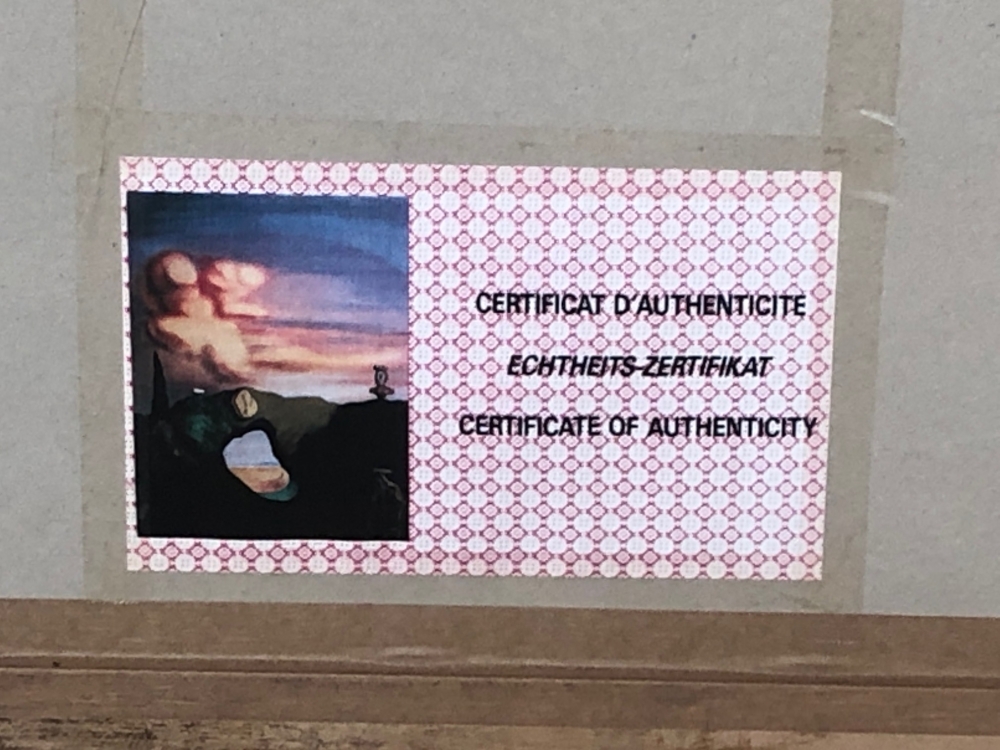 CERTIFICAT D'AUTHENTICITE
ECHTHEITS-ZERTIFIKAT
CERTIFICATE OF AUTHENTICITY